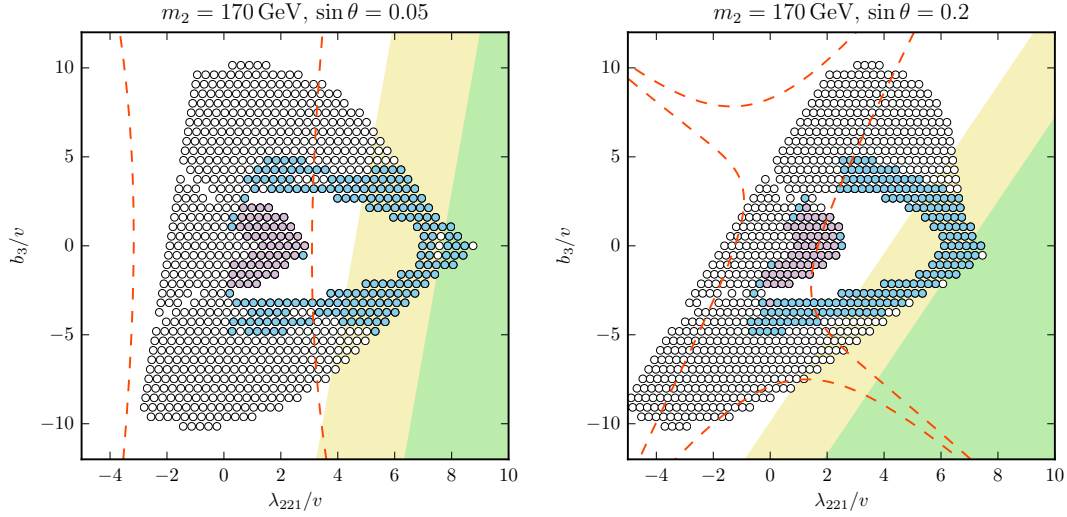 m₂ = 170 GeV, sin θ = 0.05
10
5
0
−5
−10
b₃/v
−4 −2 0 2 4 6 8 10
λ₂₂₁/v
m₂ = 170 GeV, sin θ = 0.2
10
5
0
−5
−10
b₃/v
−4 −2 0 2 4 6 8 10
λ₂₂₁/v